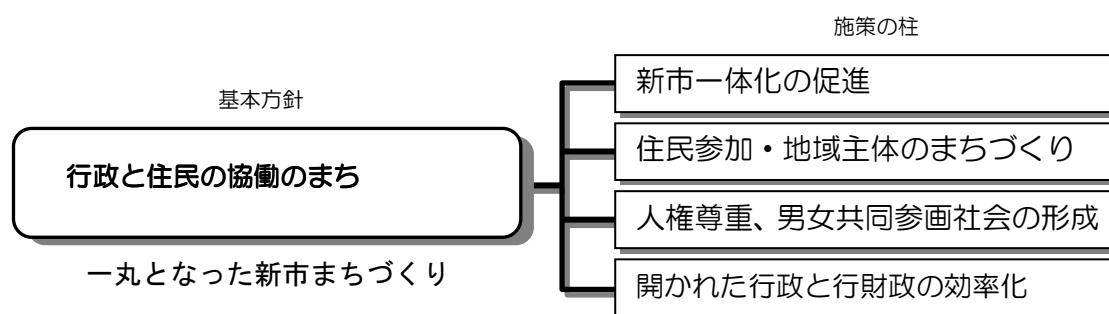 基本方針
行政と住民の協働のまち
一丸となった新市まちづくり
施策の柱
新市一体化の促進
住民参加・地域主体のまちづくり
人権尊重、男女共同参画社会の形成
開かれた行政と行財政の効率化